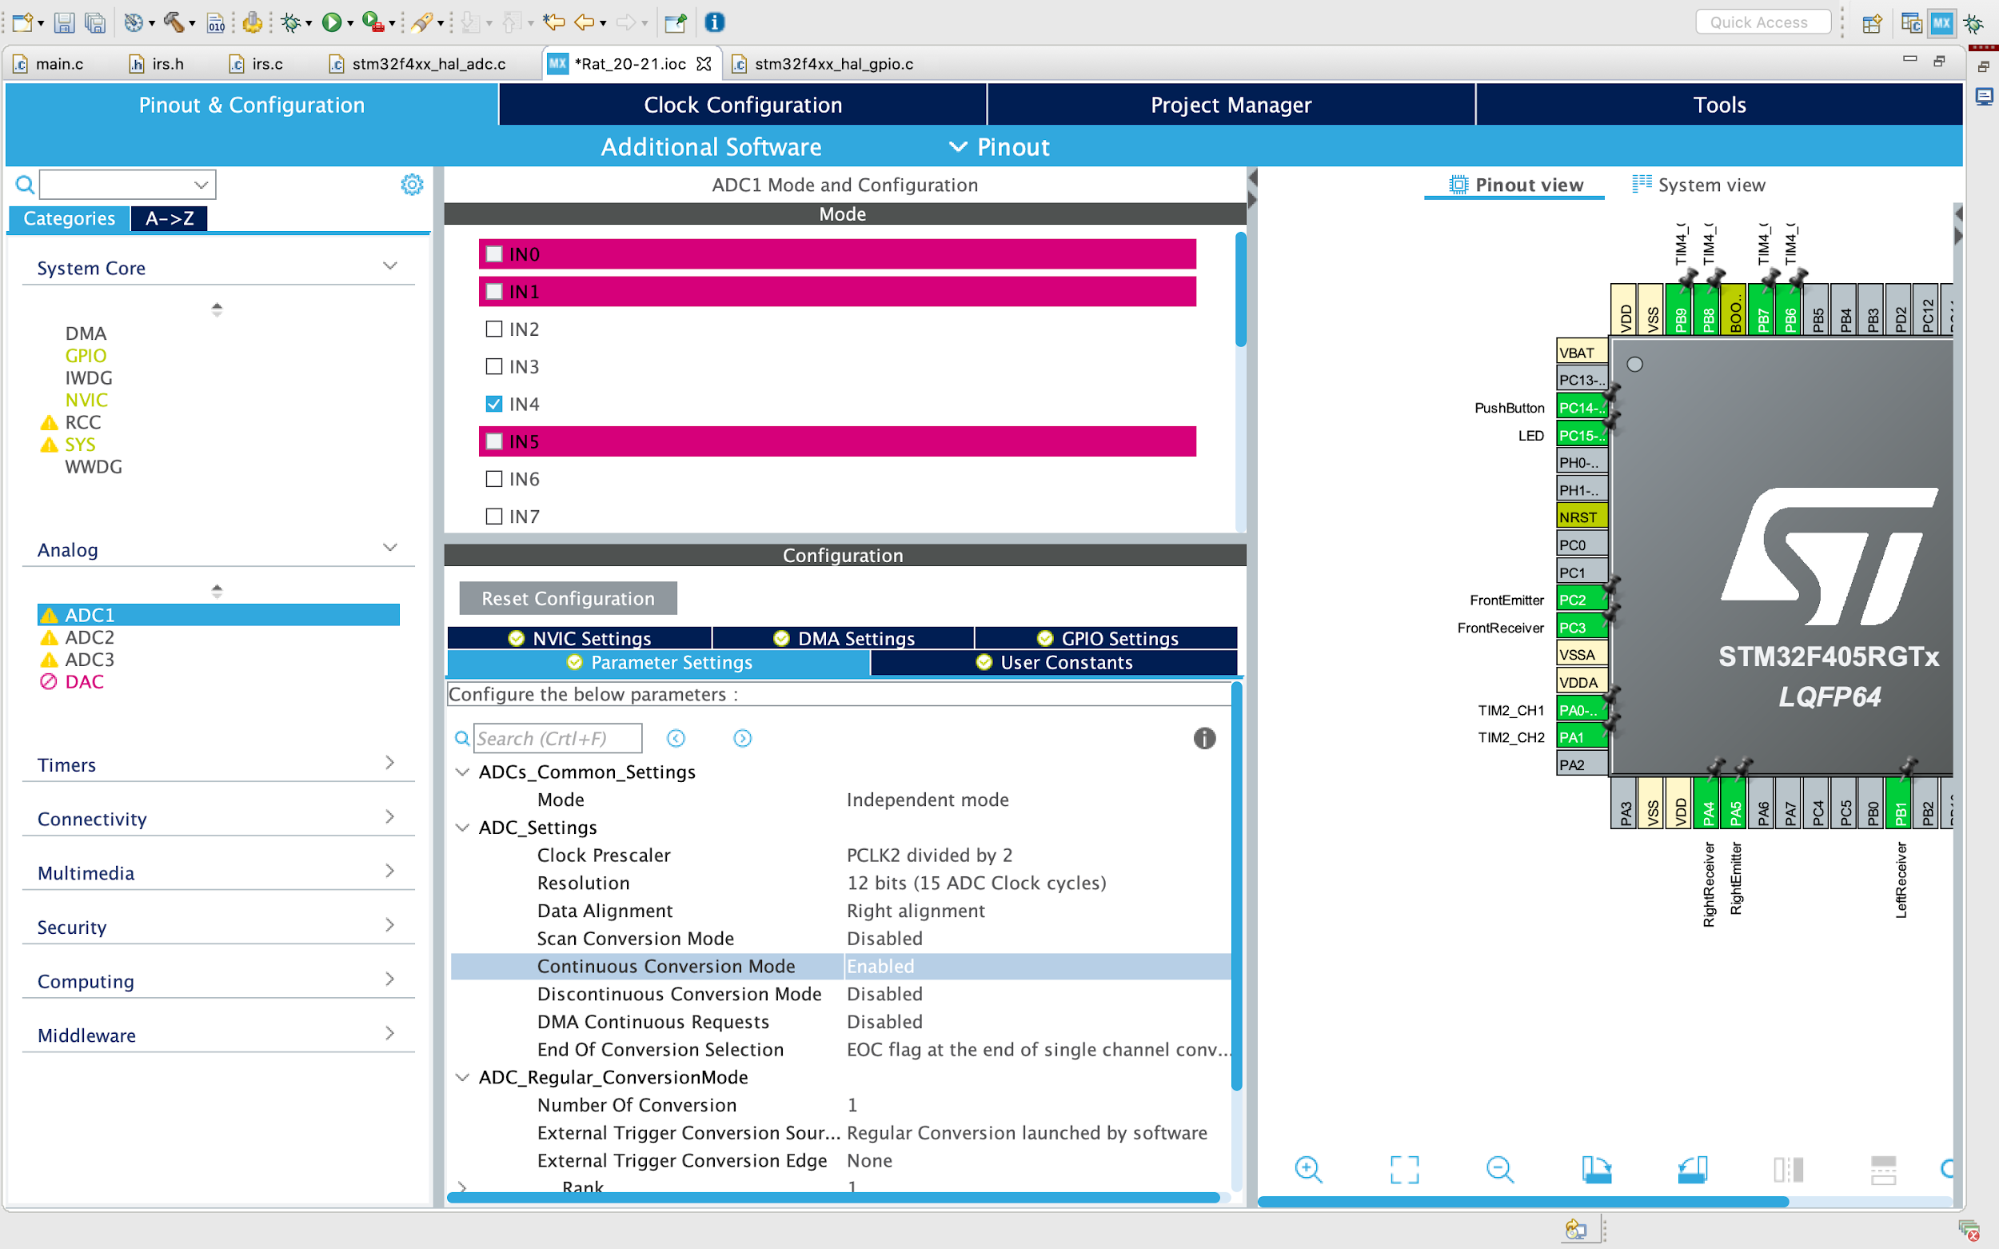 Quick Access
MX
main.c
irs.h
irs.c
stm32f4xx_hal_adc.c
MX *Rat_20-21.ioc
stm32f4xx_hal_gpio.c
Pinout & Configuration
Clock Configuration
Project Manager
Tools
Additional Software
Pinout
Categories
A->Z
System Core
DMA
GPIO
IWDG
NVIC
RCC
SYS
WWDG
Analog
ADC1
ADC2
ADC3
DAC
Timers
Connectivity
Multimedia
Security
Computing
Middleware
ADC1 Mode and Configuration
Mode
IN0
IN1
IN2
IN3
IN4
IN5
IN6
IN7
Configuration
Reset Configuration
NVIC Settings
DMA Settings
GPIO Settings
Parameter Settings
User Constants
Configure the below parameters :
Search (Crtl+F)
ADCs_Common_Settings
Mode Independent mode
ADC_Settings
Clock Prescaler PCLK2 divided by 2
Resolution 12 bits (15 ADC Clock cycles)
Data Alignment Right alignment
Scan Conversion Mode Disabled
Continuous Conversion Mode Enabled
Discontinuous Conversion Mode Disabled
DMA Continuous Requests Disabled
End Of Conversion Selection EOC flag at the end of single channel conv...
ADC_Regular_ConversionMode
Number Of Conversion 1
External Trigger Conversion Sour... Regular Conversion launched by software
External Trigger Conversion Edge None
Rank 1
Pinout view
System view
TIM4_
TIM4_
TIM4_
TIM4_
VDD
VSS
PB9
PB8
BOO..
PB7
PB6
PB5
PB4
PB3
PD2
PC12
VBAT
PC13-..
PushButton PC14-..
LED PC15-..
PH0-..
PH1-..
NRST
PC0
PC1
FrontEmitter PC2
FrontReceiver PC3
VSSA
VDDA
TIM2_CH1 PA0-..
TIM2_CH2 PA1
PA2
STM32F405RGTx
LQFP64
PA3
VSS
VDD
PA4
PA5
PA6
PA7
PC4
PC5
PB0
PB1
PB2
RightReceiver
RightEmitter
LeftReceiver